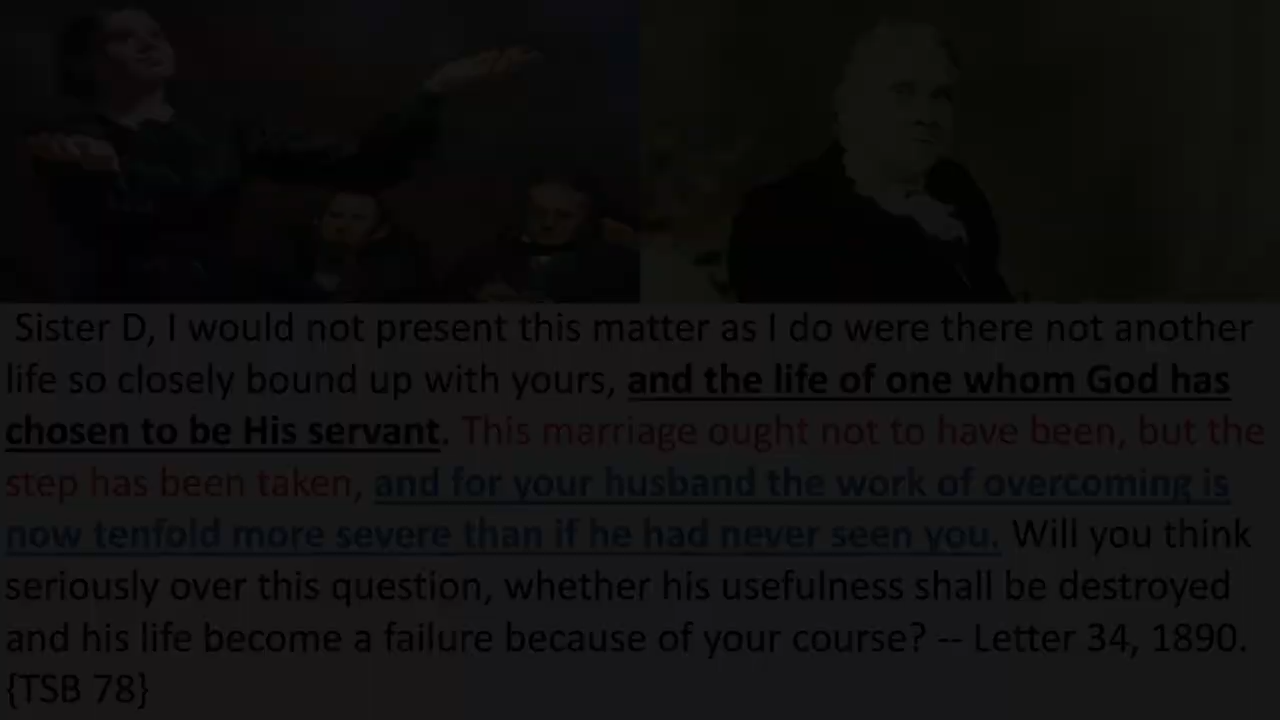 Sister D, I would not present this matter as I do were there not another
life so closely bound up with yours, and the life of one whom God has
chosen to be His servant. This marriage ought not to have been, but the
step has been taken, and for your husband the work of overcoming is
now tenfold more severe than if he had never seen you. Will you think
seriously over this question, whether his usefulness shall be destroyed
and his life become a failure because of your course? -- Letter 34, 1890.
{TSB 78}